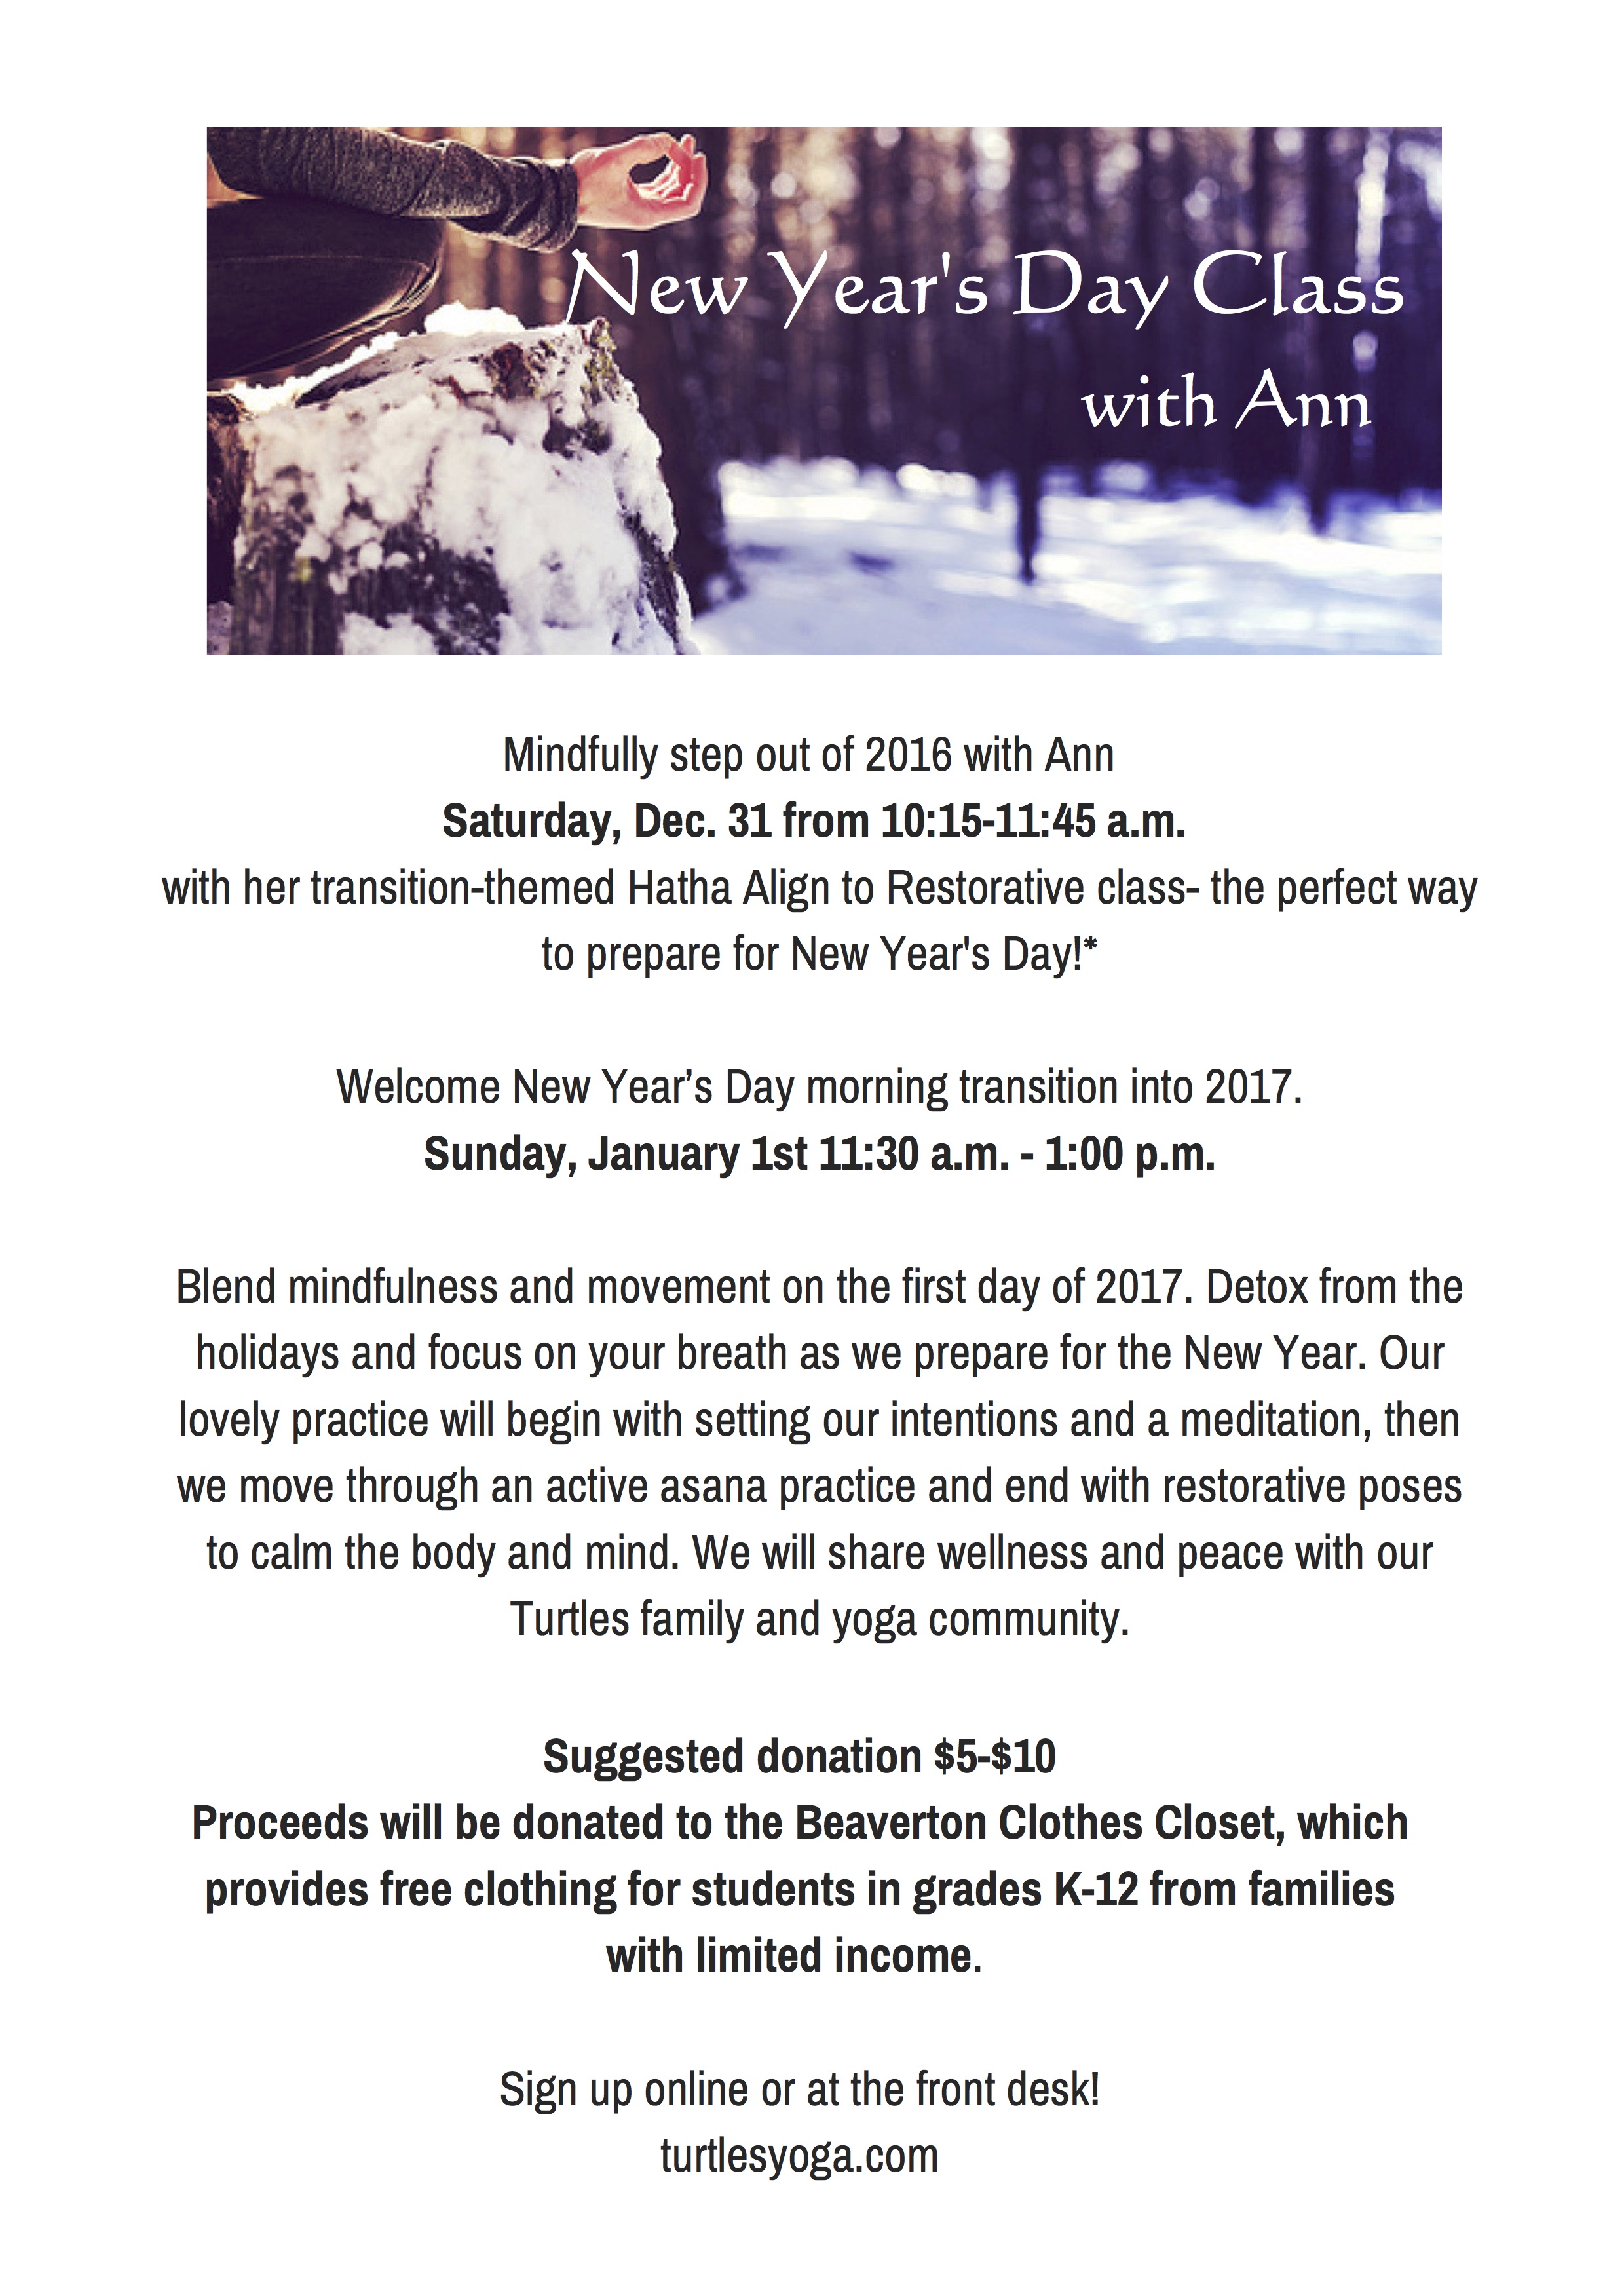 New Year's Day Class
with Ann
Mindfully step out of 2016 with Ann
Saturday, Dec. 31 from 10:15-11:45 a.m.
with her transition-themed Hatha Align to Restorative class- the perfect way
to prepare for New Year's Day!*
Welcome New Year’s Day morning transition into 2017.
Sunday, January 1st 11:30 a.m. - 1:00 p.m.
Blend mindfulness and movement on the first day of 2017. Detox from the
holidays and focus on your breath as we prepare for the New Year. Our
lovely practice will begin with setting our intentions and a meditation, then
we move through an active asana practice and end with restorative poses
to calm the body and mind. We will share wellness and peace with our
Turtles family and yoga community.
Suggested donation $5-$10
Proceeds will be donated to the Beaverton Clothes Closet, which
provides free clothing for students in grades K-12 from families
with limited income.
Sign up online or at the front desk!
turtlesyoga.com